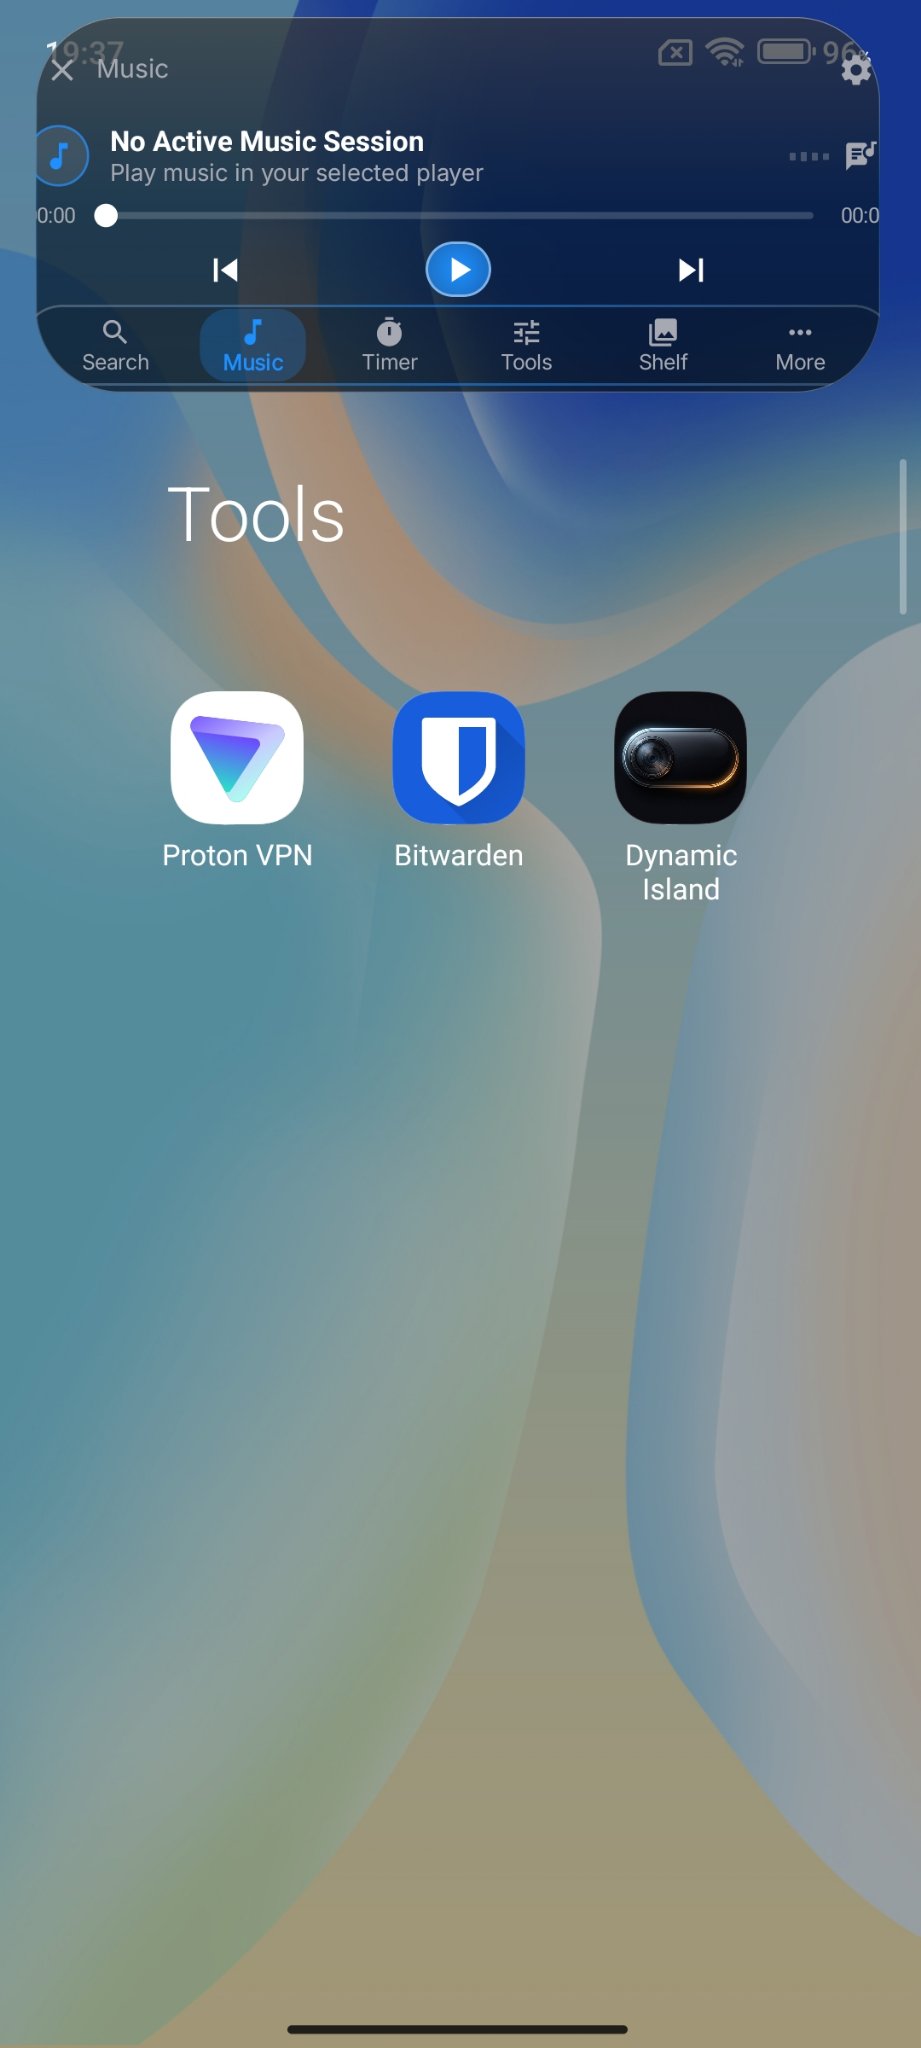 19:37
96%
Music
No Active Music Session
Play music in your selected player
0:00
00:0
Search
Music
Timer
Tools
Shelf
More
Tools
Proton VPN
Bitwarden
Dynamic
Island